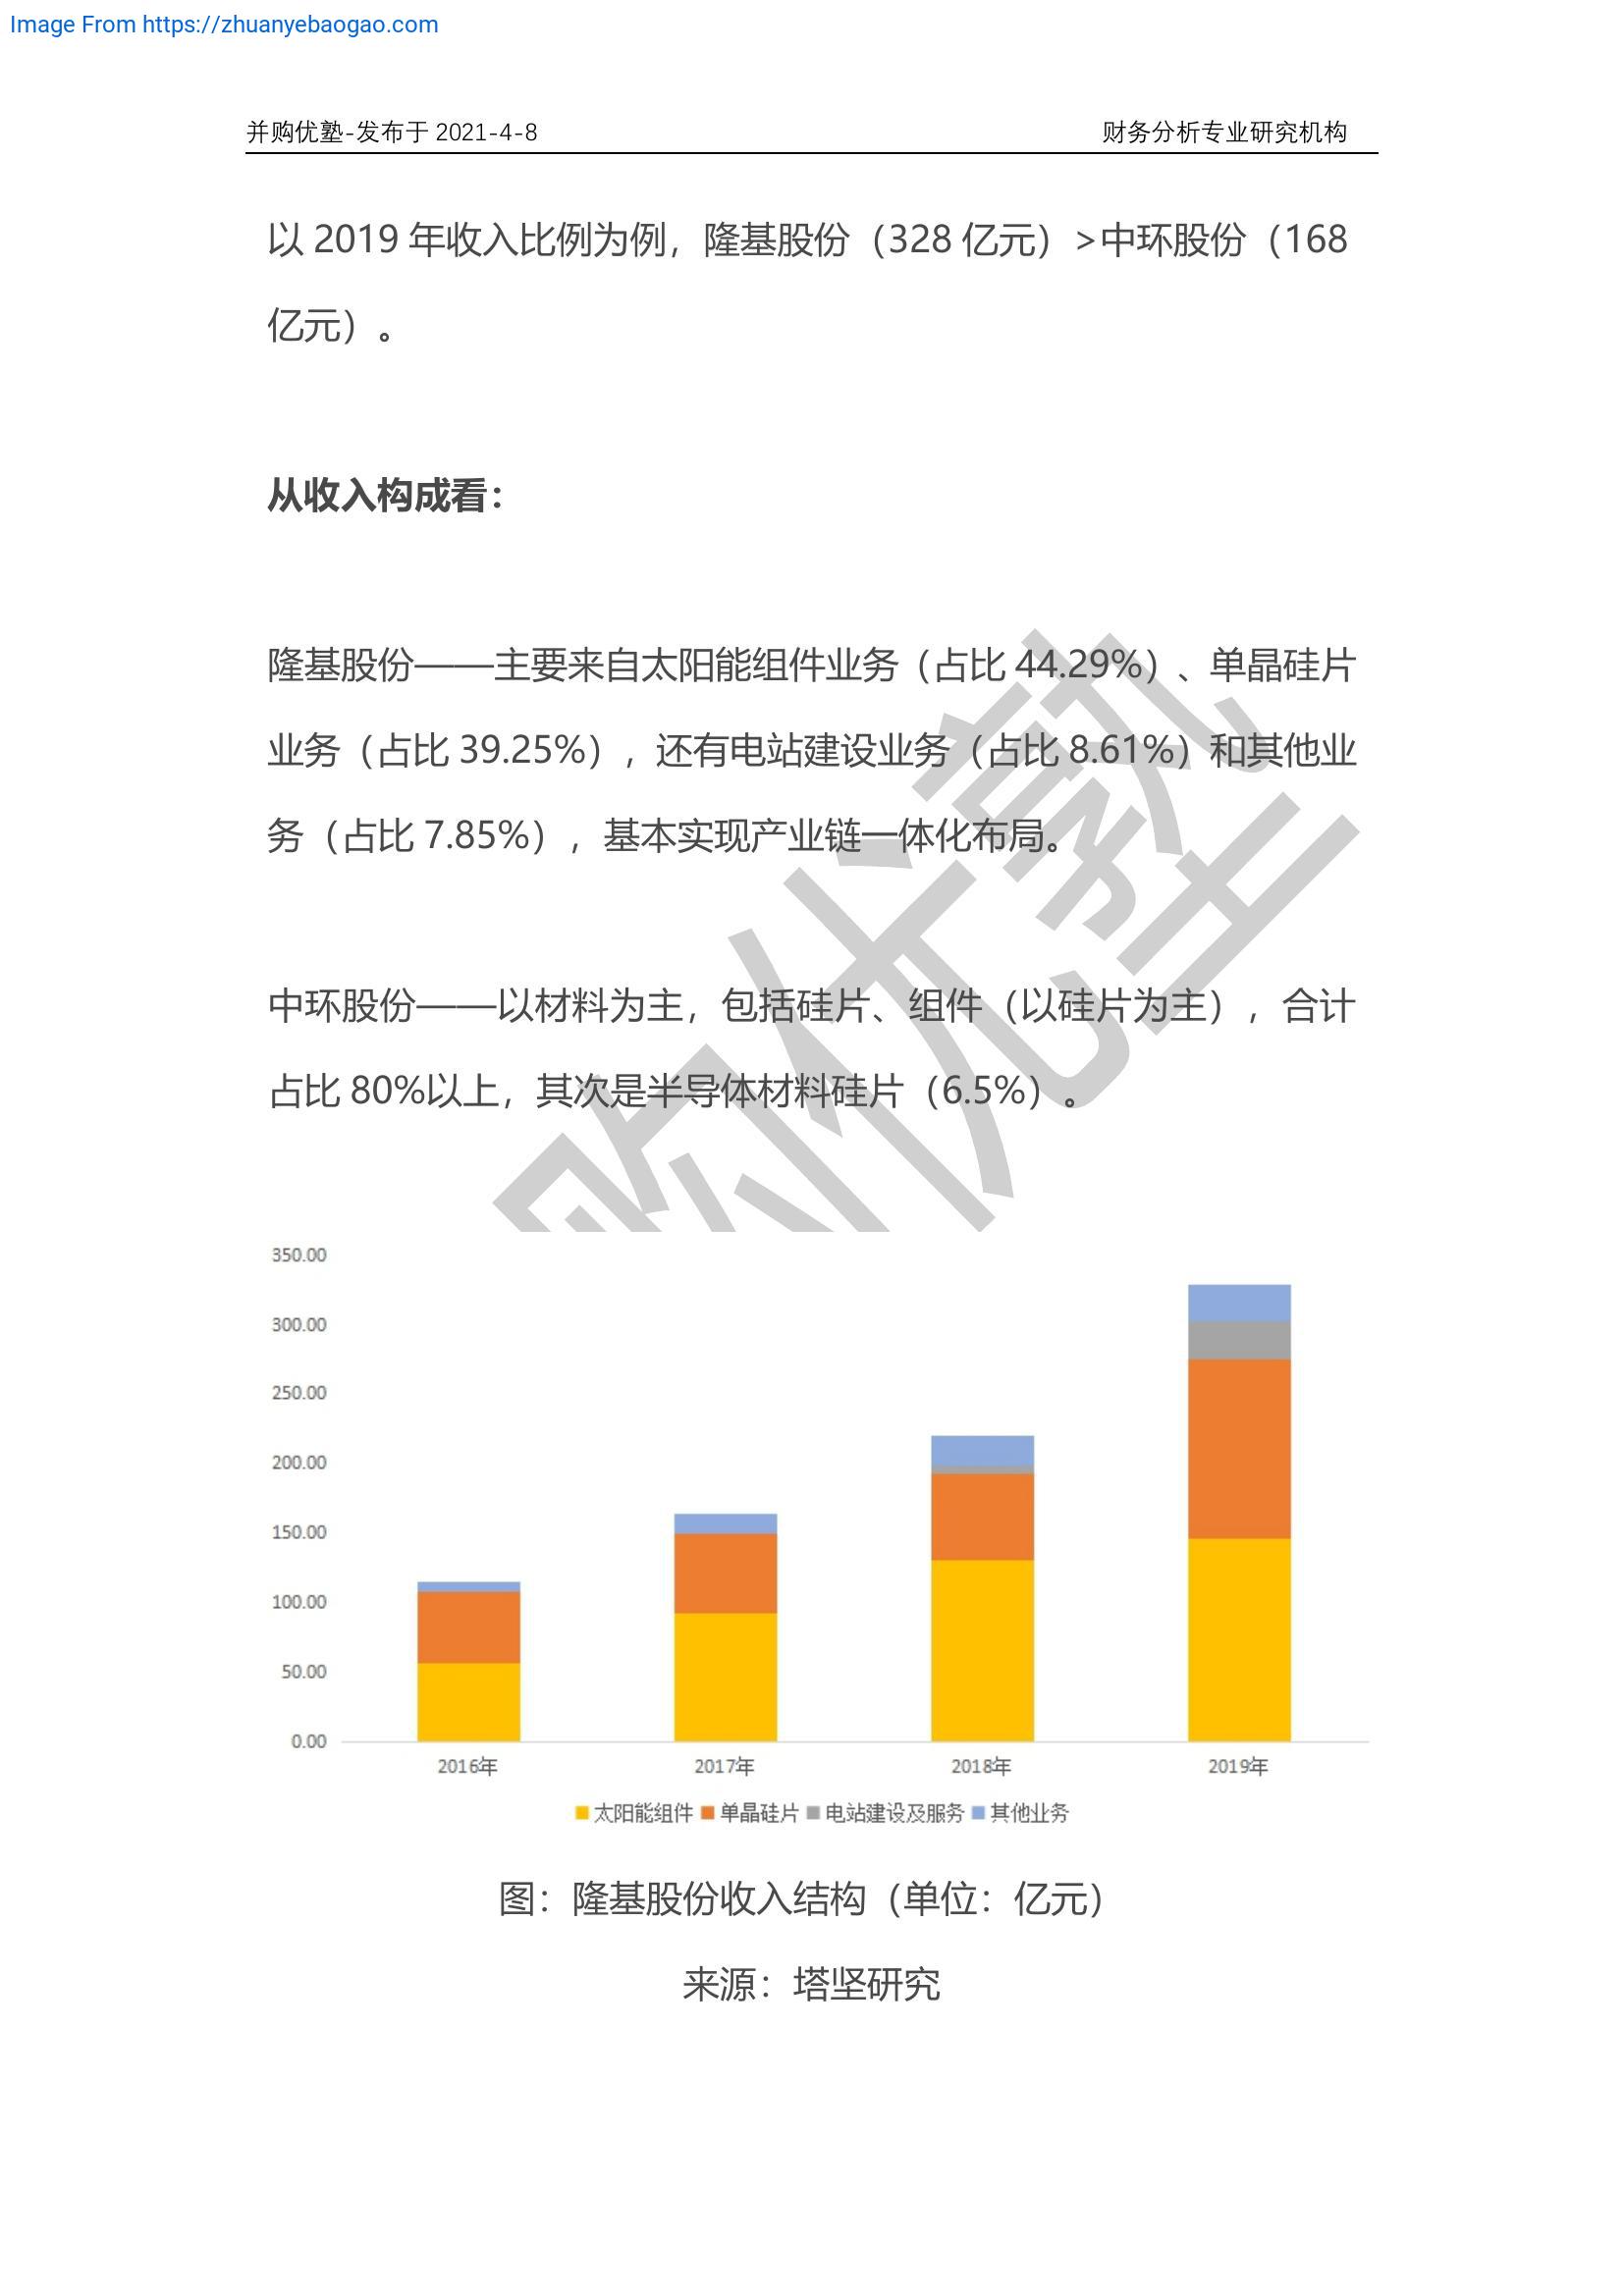 Image From https://zhuanyebaogao.com
并购优塾-发布于 2021-4-8 财务分析专业研究机构
以 2019 年收入比例为例，隆基股份（328 亿元）>中环股份（168
亿元）。
从收入构成看：
隆基股份——主要来自太阳能组件业务（占比 44.29%）、单晶硅片
业务（占比 39.25%），还有电站建设业务（占比 8.61%）和其他业
务（占比 7.85%），基本实现产业链一体化布局。
中环股份——以材料为主，包括硅片、组件（以硅片为主），合计
占比 80%以上，其次是半导体材料硅片（6.5%）。
购优塾
350.00
300.00
250.00
200.00
150.00
100.00
50.00
0.00
2016年 2017年 2018年 2019年
太阳能组件 单晶硅片 电站建设及服务 其他业务
图：隆基股份收入结构（单位：亿元）
来源：塔坚研究